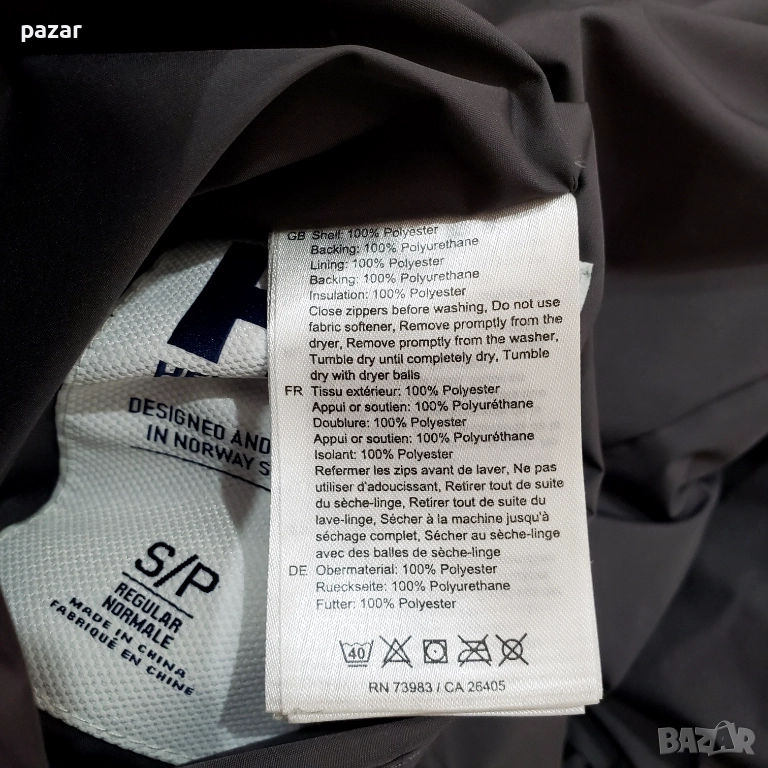 pazar
GB Shell: 100% Polyester
Backing: 100% Polyurethane
Lining: 100% Polyester
Backing: 100% Polyurethane
Insulation: 100% Polyester
Close zippers before washing, Do not use
fabric softener, Remove promptly from the
dryer, Remove promptly from the washer,
Tumble dry until completely dry, Tumble
dry with dryer balls
FR Tissu extérieur: 100% Polyester
Appui or soutien: 100% Polyuréthane
Doublure: 100% Polyester
Appui or soutien: 100% Polyuréthane
Isolant: 100% Polyester
Refermer les zips avant de laver, Ne pas
utiliser d'adoucissant, Retirer tout de suite du
sèche-linge, Retirer tout de suite du
lave-linge, Sécher à la machine jusqu'à
séchage complet, Sécher au sèche-linge
avec des balles de sèche-linge
DE Obermaterial: 100% Polyester
Rueckseite: 100% Polyurethane
Futter: 100% Polyester
40
RN 73983 / CA 26405
DESIGNED AND
IN NORWAY S
S/P
REGULAR
NORMALE
MADE IN CHINA
FABRIQUÉ EN CHINE
BAZAR